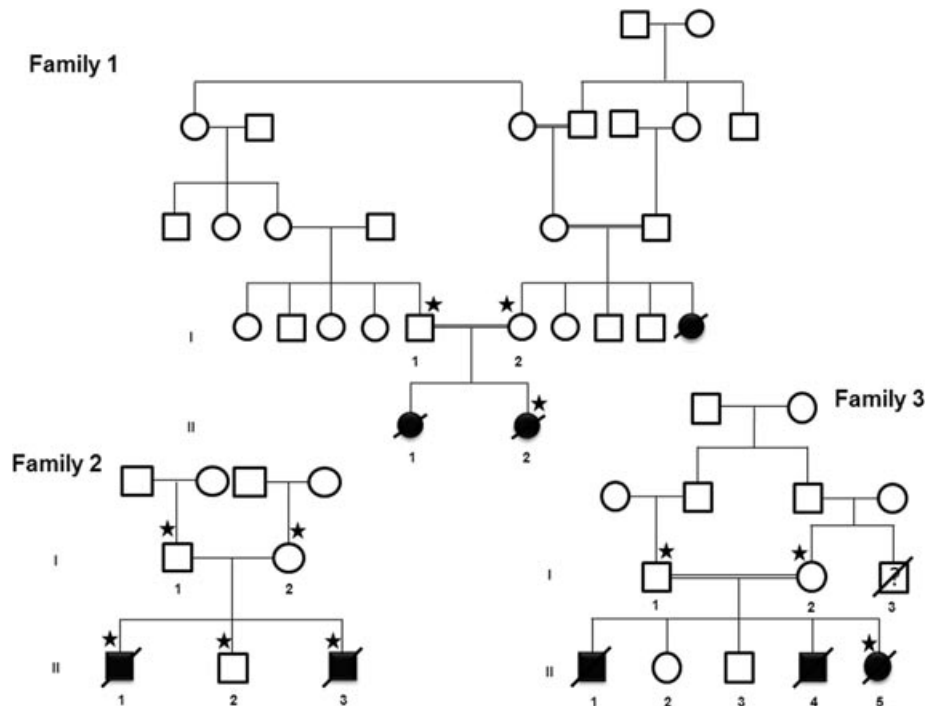 Family 1
I
1 2
II
1 2
Family 2
I
1 2
II
1 2 3
Family 3
I
1 2 ?
3
II
1 2 3 4 5